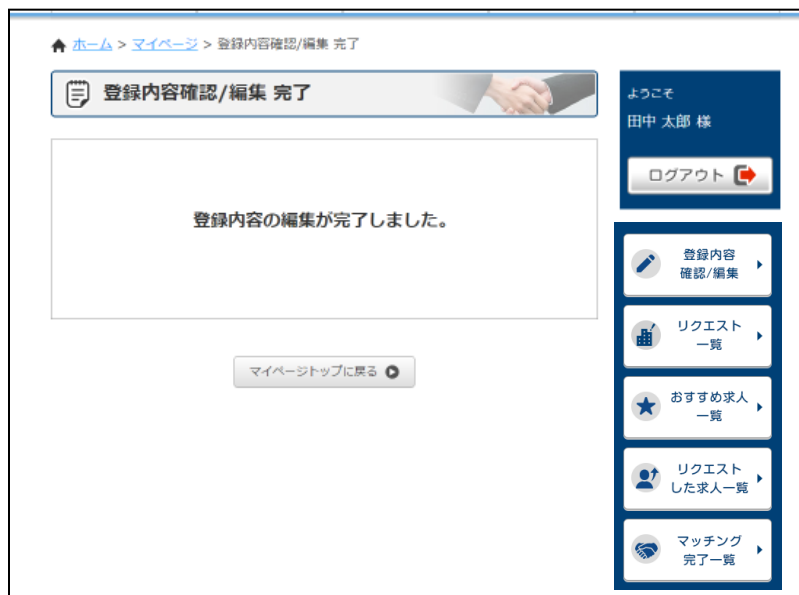 ホーム > マイページ > 登録内容確認/編集 完了
登録内容確認/編集 完了
登録内容の編集が完了しました。
マイページトップに戻る
ようこそ
田中 太郎 様
ログアウト
登録内容
確認/編集
リクエスト
一覧
おすすめ求人
一覧
リクエスト
した求人一覧
マッチング
完了一覧